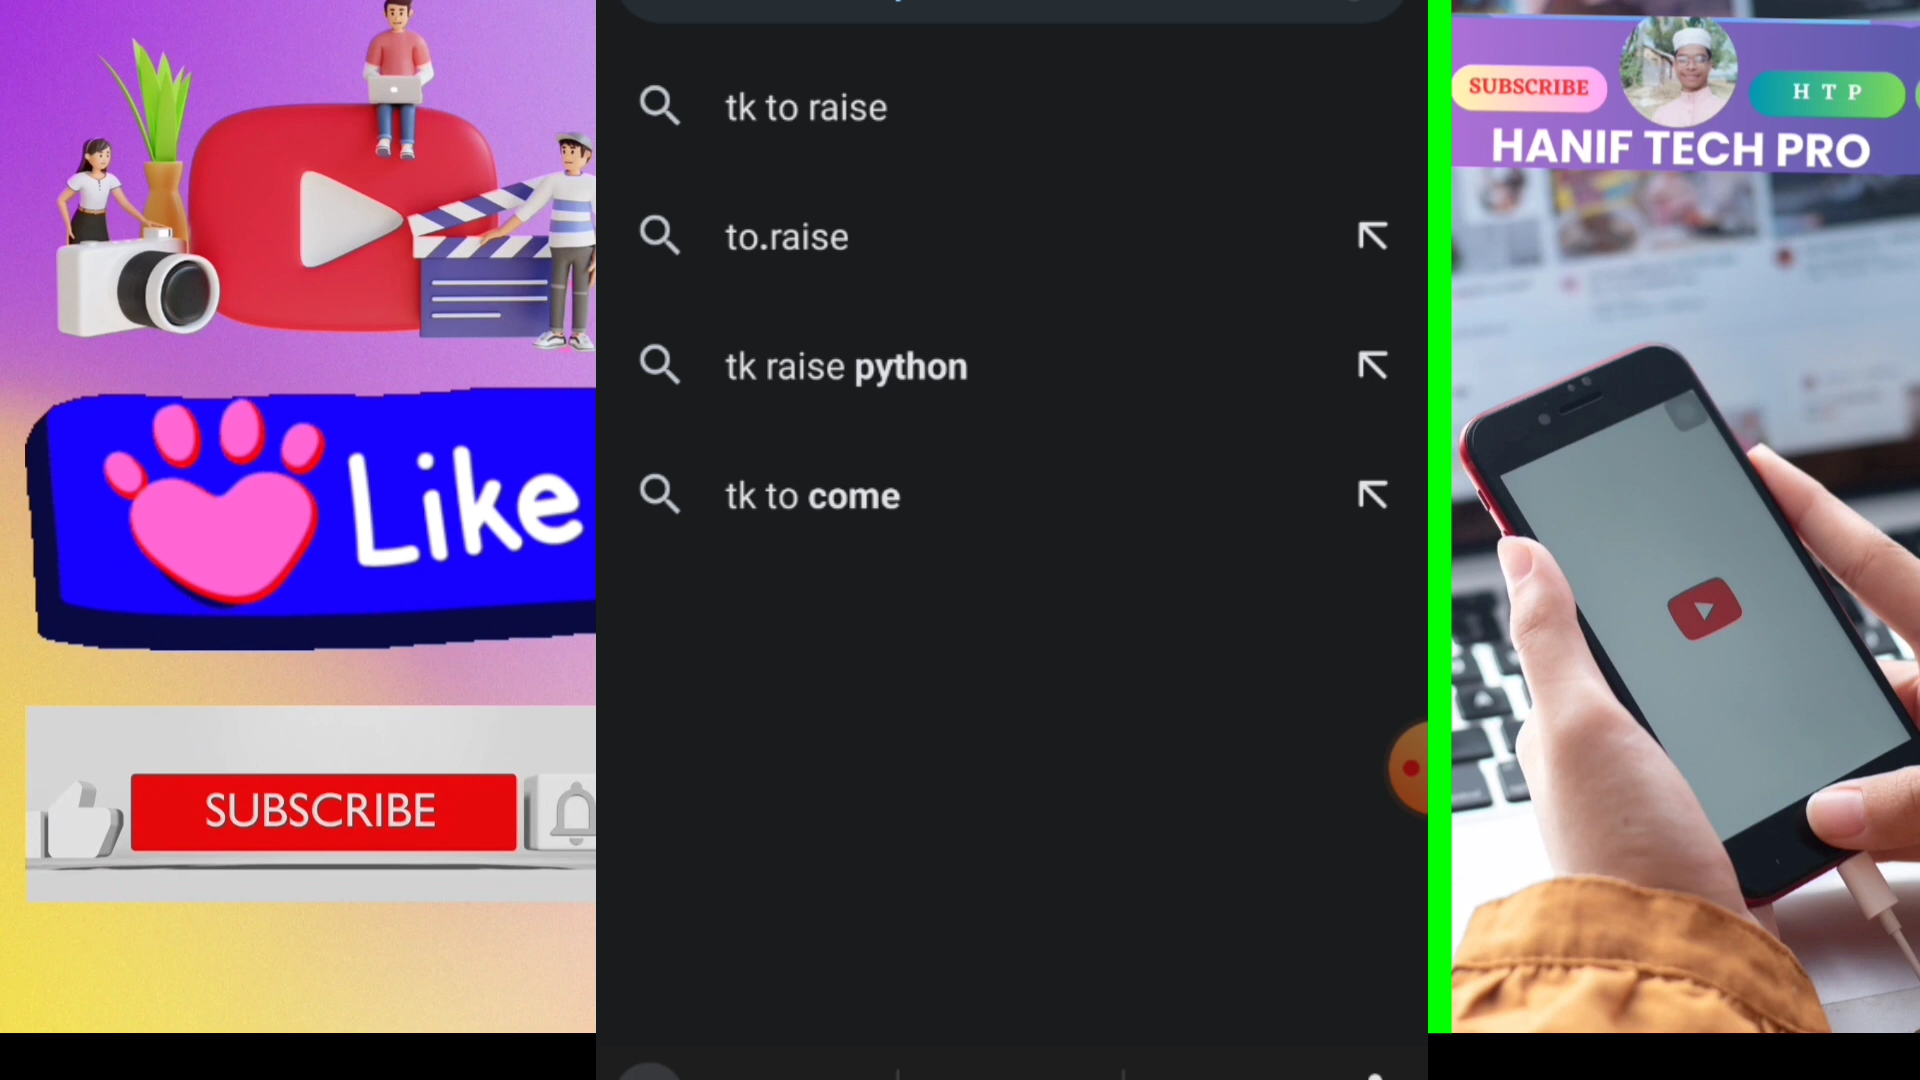 Like
SUBSCRIBE
tk to raise
to.raise
tk raise python
tk to come
SUBSCRIBE
H T P
HANIF TECH PRO